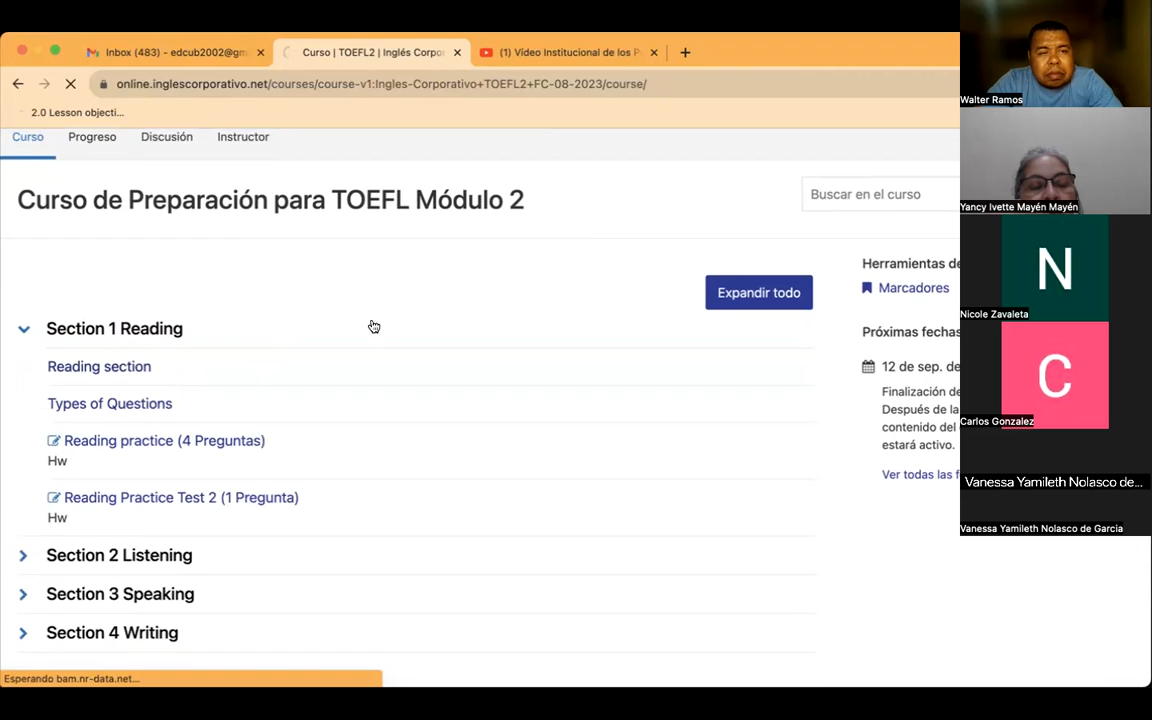 Inbox (483) - edcub2002@gm
Curso | TOEFL2 | Inglés Corpo
(1) Vídeo Institucional de los P
online.inglescorporativo.net/courses/course-v1:Ingles-Corporativo+TOEFL2+FC-08-2023/course/
2.0 Lesson objecti...
Curso
Progreso
Discusión
Instructor
Curso de Preparación para TOEFL Módulo 2
Buscar en el curso
Expandir todo
Section 1 Reading
Reading section
Types of Questions
Reading practice (4 Preguntas)
Hw
Reading Practice Test 2 (1 Pregunta)
Hw
Section 2 Listening
Section 3 Speaking
Section 4 Writing
Herramientas de
Marcadores
Próximas fechas
12 de sep. de
Finalización de
Después de la
contenido del
estará activo.
Ver todas las f
Esperando bam.nr-data.net...
Walter Ramos
Yancy Ivette Mayén Mayén
N
Nicole Zavaleta
C
Carlos Gonzalez
Vanessa Yamileth Nolasco de...
Vanessa Yamileth Nolasco de Garcia